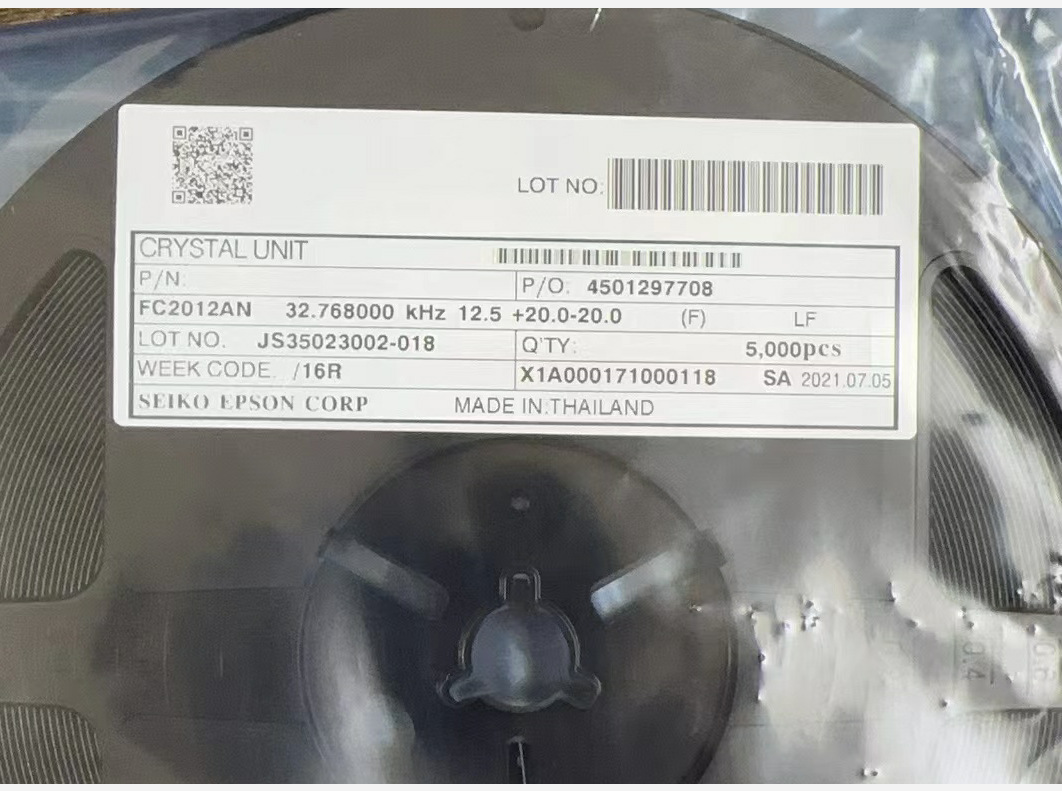 LOT NO:
CRYSTAL UNIT
P/N: P/O: 4501297708
FC2012AN 32.768000 kHz 12.5 +20.0-20.0 (F) LF
LOT NO. JS35023002-018 Q'TY: 5,000pcs
WEEK CODE. /16R X1A000171000118 SA 2021.07.05
SEIKO EPSON CORP MADE IN:THAILAND